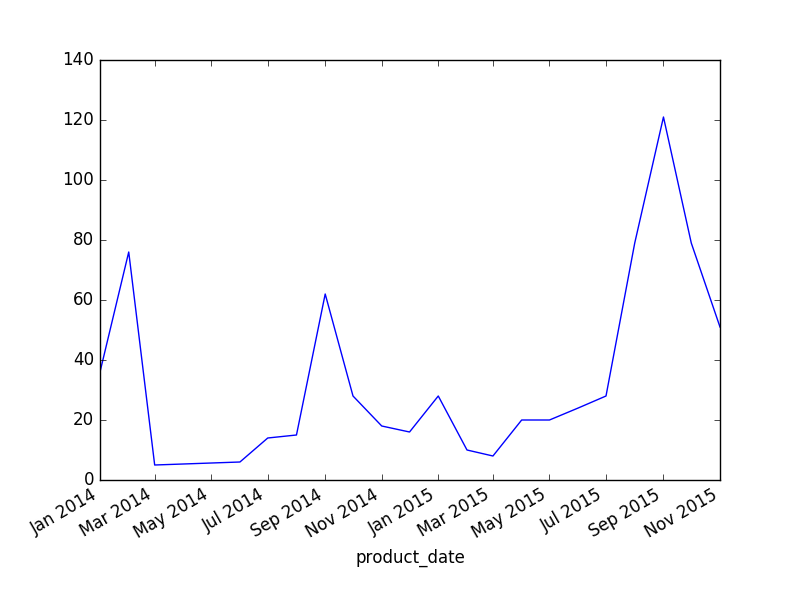 140
120
100
80
60
40
20
0
Jan 2014
Mar 2014
May 2014
Jul 2014
Sep 2014
Nov 2014
Jan 2015
Mar 2015
May 2015
Jul 2015
Sep 2015
Nov 2015
product_date